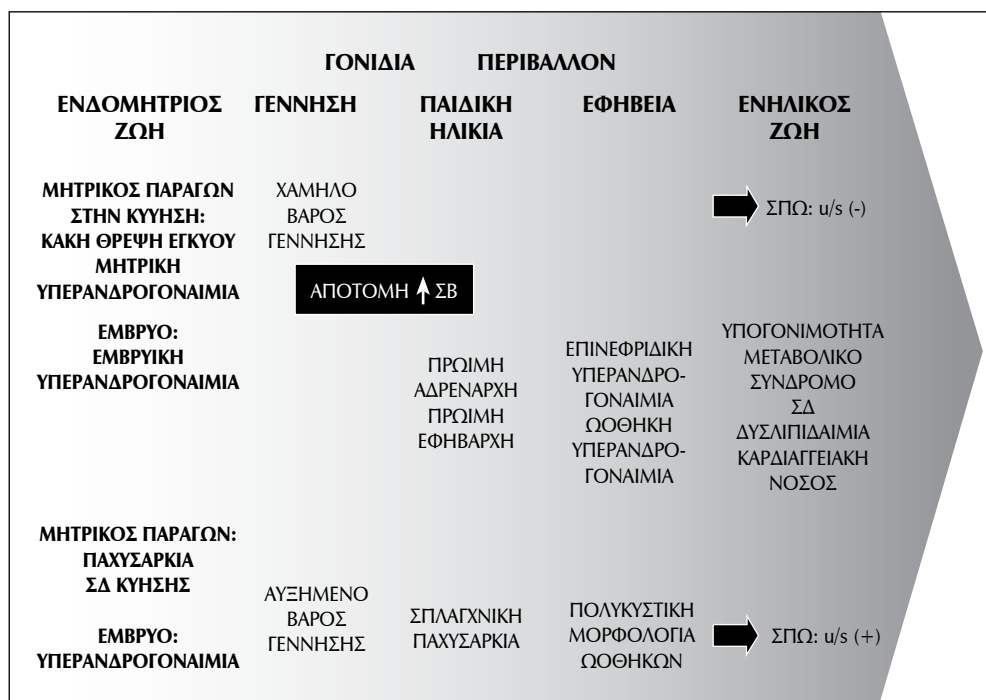 ΓΟΝΙΔΙΑ ΠΕΡΙΒΑΛΛΟΝ
ΕΝΔΟΜΗΤΡΙΟΣ
ΖΩΗ
ΓΕΝΝΗΣΗ
ΠΑΙΔΙΚΗ
ΗΛΙΚΙΑ
ΕΦΗΒΕΙΑ
ΕΝΗΛΙΚΟΣ
ΖΩΗ
ΜΗΤΡΙΚΟΣ ΠΑΡΑΓΩΝ
ΣΤΗΝ ΚΥΥΗΣΗ:
ΚΑΚΗ ΘΡΕΨΗ ΕΓΚΥΟΥ
ΜΗΤΡΙΚΗ
ΥΠΕΡΑΝΔΡΟΓΟΝΑΙΜΙΑ
ΧΑΜΗΛΟ
ΒΑΡΟΣ
ΓΕΝΝΗΣΗΣ
ΣΠΩ: u/s (-)
ΑΠΟΤΟΜΗ ↑ ΣΒ
ΕΜΒΡΥΟ:
ΕΜΒΡΥΙΚΗ
ΥΠΕΡΑΝΔΡΟΓΟΝΑΙΜΙΑ
ΠΡΩΙΜΗ
ΑΔΡΕΝΑΡΧΗ
ΠΡΩΙΜΗ
ΕΦΗΒΑΡΧΗ
ΕΠΙΝΕΦΡΙΔΙΚΗ
ΥΠΕΡΑΝΔΡΟ-
ΓΟΝΑΙΜΙΑ
ΩΟΘΗΚΗ
ΥΠΕΡΑΝΔΡΟ-
ΓΟΝΑΙΜΙΑ
ΥΠΟΓΟΝΙΜΟΤΗΤΑ
ΜΕΤΑΒΟΛΙΚΟ
ΣΥΝΔΡΟΜΟ
ΣΔ
ΔΥΣΛΙΠΙΔΑΙΜΙΑ
ΚΑΡΔΙΑΓΓΕΙΑΚΗ
ΝΟΣΟΣ
ΜΗΤΡΙΚΟΣ ΠΑΡΑΓΩΝ:
ΠΑΧΥΣΑΡΚΙΑ
ΣΔ ΚΥΗΣΗΣ
ΕΜΒΡΥΟ:
ΥΠΕΡΑΝΔΡΟΓΟΝΑΙΜΙΑ
ΑΥΞΗΜΕΝΟ
ΒΑΡΟΣ
ΓΕΝΝΗΣΗΣ
ΣΠΛΑΓΧΝΙΚΗ
ΠΑΧΥΣΑΡΚΙΑ
ΠΟΛΥΚΥΣΤΙΚΗ
ΜΟΡΦΟΛΟΓΙΑ
ΩΟΘΗΚΩΝ
ΣΠΩ: u/s (+)